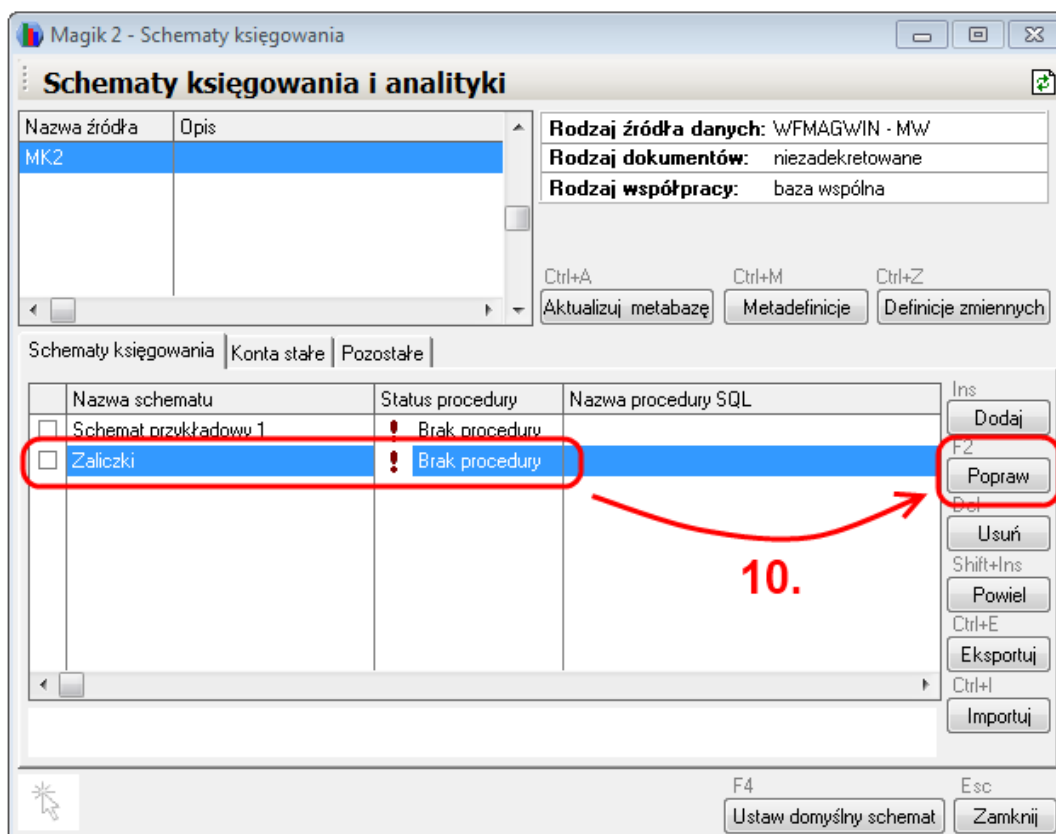 Magik 2 - Schematy księgowania
Schematy księgowania i analityki
Nazwa źródła Opis
MK2
Rodzaj źródła danych: WFMAGWIN - MW
Rodzaj dokumentów: niezadekretowane
Rodzaj współpracy: baza wspólna
Ctrl+A Ctrl+M Ctrl+Z
Aktualizuj metabazę Metadefinicje Definicje zmiennych
Schematy księgowania Konta stałe Pozostałe
Nazwa schematu Status procedury Nazwa procedury SQL
Schemat przykładowy 1 ! Brak procedury
Zaliczki ! Brak procedury
Ins
Dodaj
F2
Popraw
Del
Usuń
Shift+Ins
Powiel
Ctrl+E
Eksportuj
Ctrl+I
Importuj
10.
F4 Esc
Ustaw domyślny schemat Zamknij